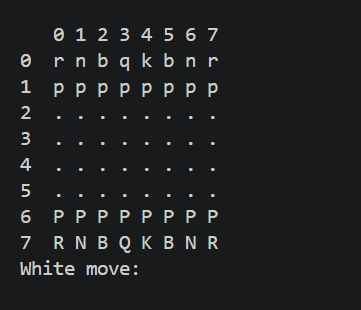 0 1 2 3 4 5 6 7
0 r n b q k b n r
1 p p p p p p p p
2 . . . . . . . .
3 . . . . . . . .
4 . . . . . . . .
5 . . . . . . . .
6 P P P P P P P P
7 R N B Q K B N R
White move: